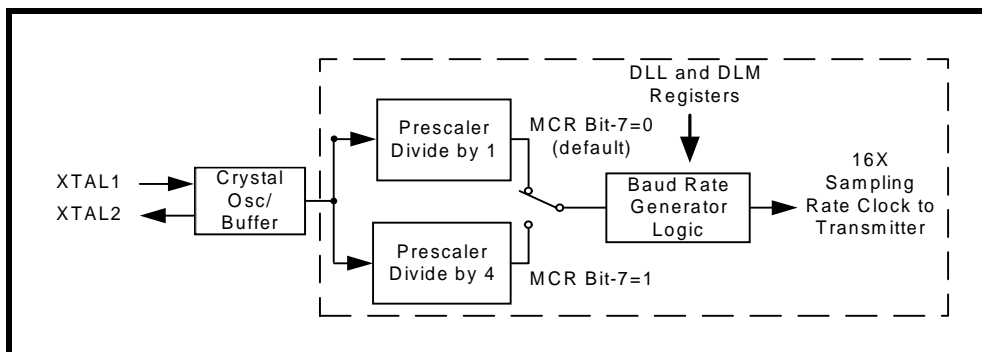 DLL and DLM
Registers
Prescaler
Divide by 1
MCR Bit-7=0
(default)
XTAL1
XTAL2
Crystal
Osc/
Buffer
Baud Rate
Generator
Logic
16X
Sampling
Rate Clock to
Transmitter
Prescaler
Divide by 4
MCR Bit-7=1